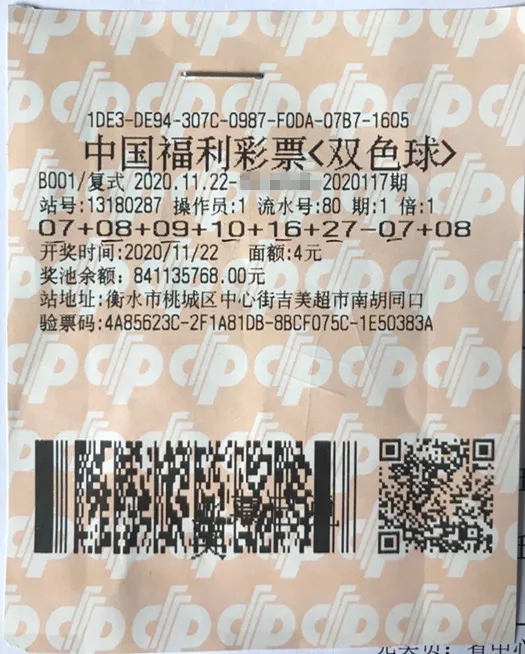 1DE3-DE94-307C-0987-F0DA-07B7-1605
中国福利彩票<双色球>
B001/复式 2020.11.22- 2020117期
站号:13180287 操作员:1 流水号:80 期:1 倍:1
07+08+09+10+16+27-07+08
开奖时间:2020/11/22 面额:4元
奖池余额: 841135768.00元
站地址:衡水市桃城区中心街吉美超市南胡同口
验票码:4A85623C-2F1A81DB-8BCF075C-1E50383A